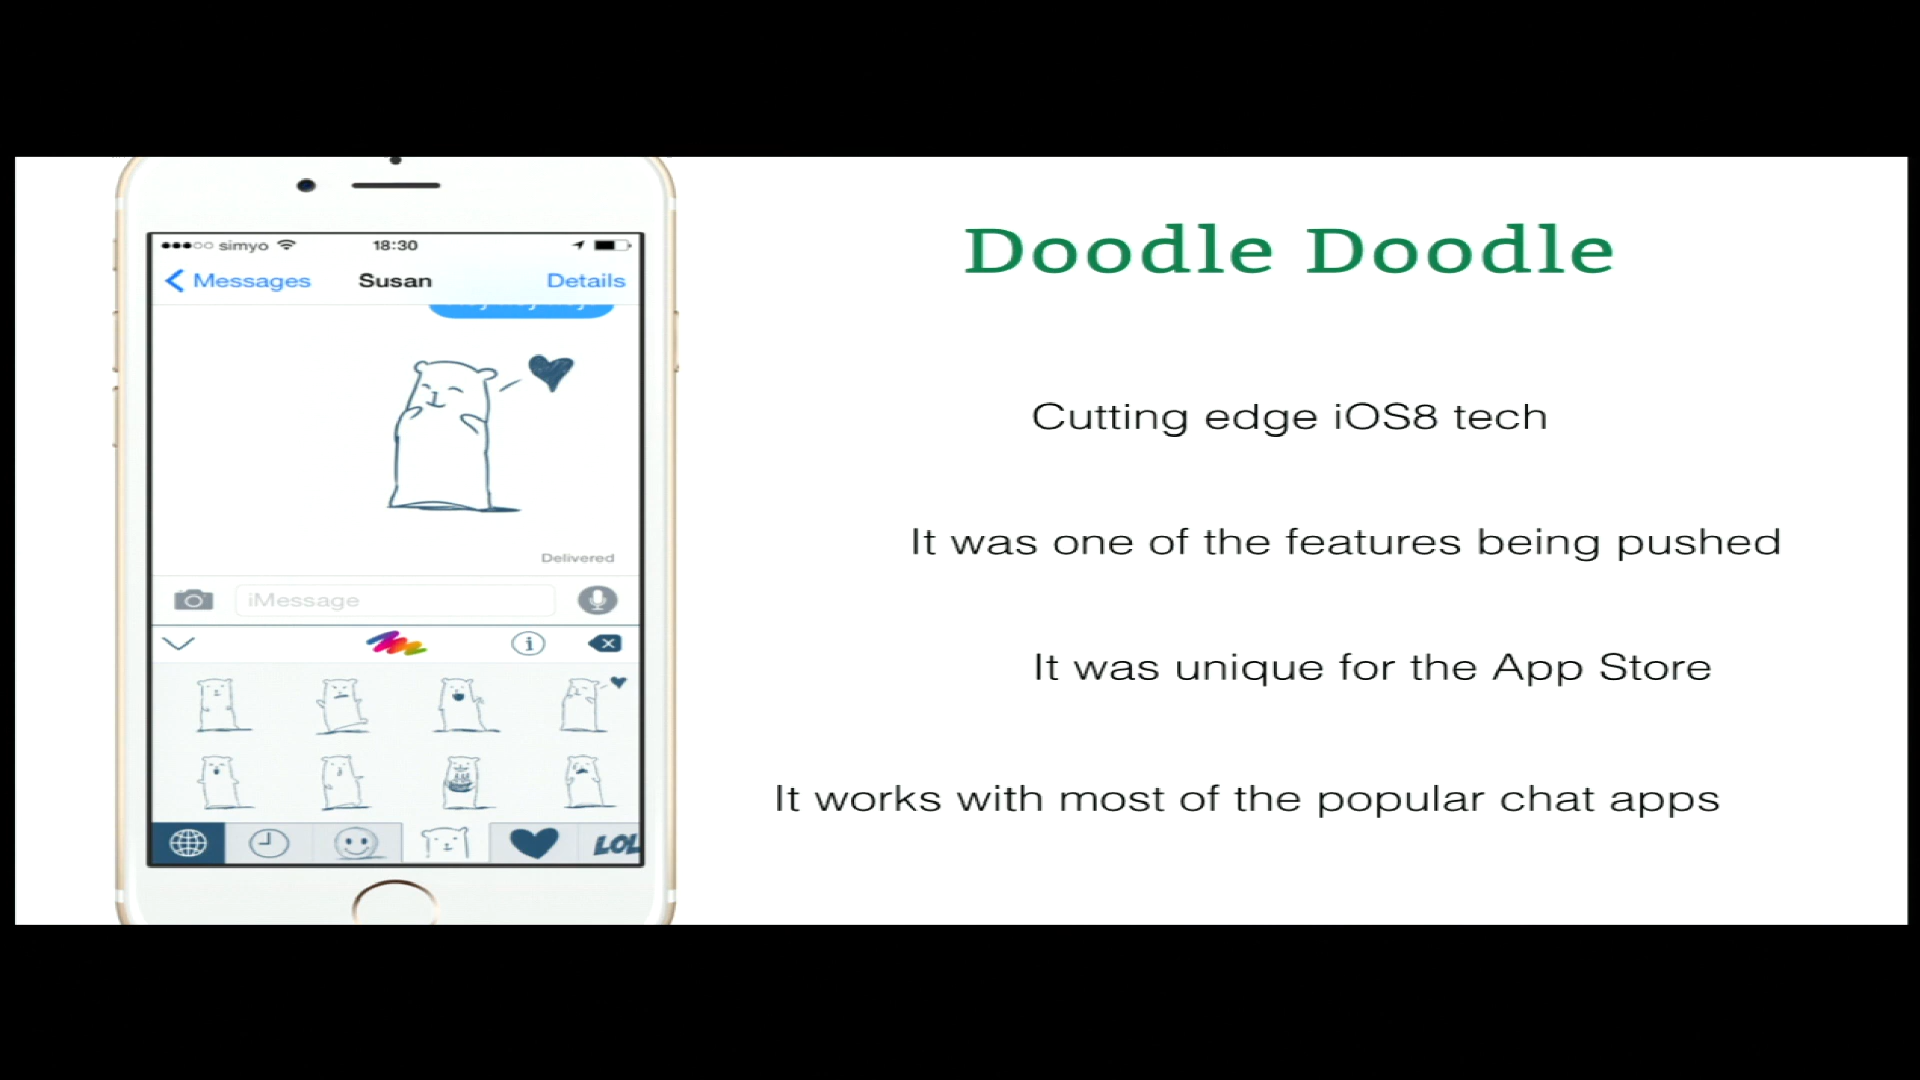 simyo 18:30
Messages Susan Details
Delivered
iMessage
LOL
Doodle Doodle
Cutting edge iOS8 tech
It was one of the features being pushed
It was unique for the App Store
It works with most of the popular chat apps